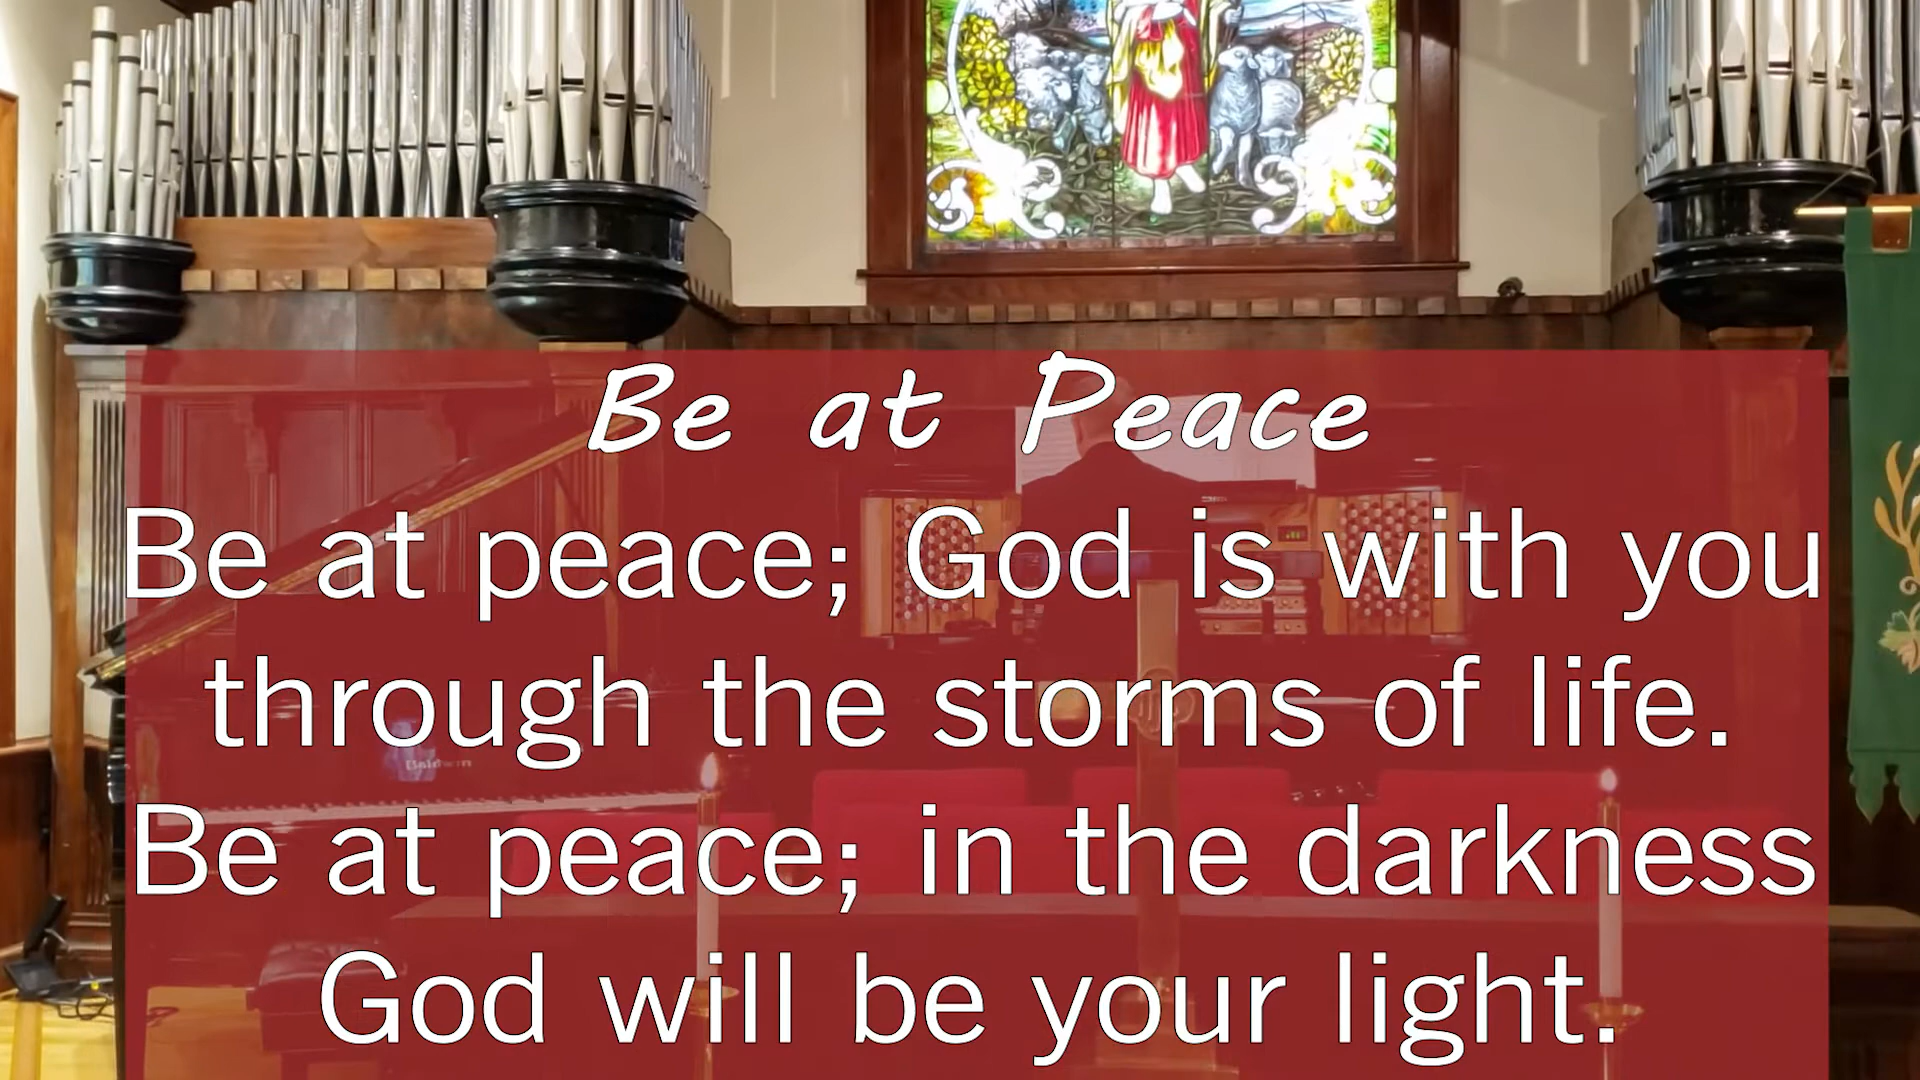 Be at Peace
Be at peace; God is with you
through the storms of life.
Be at peace; in the darkness
God will be your light.
Baldwin